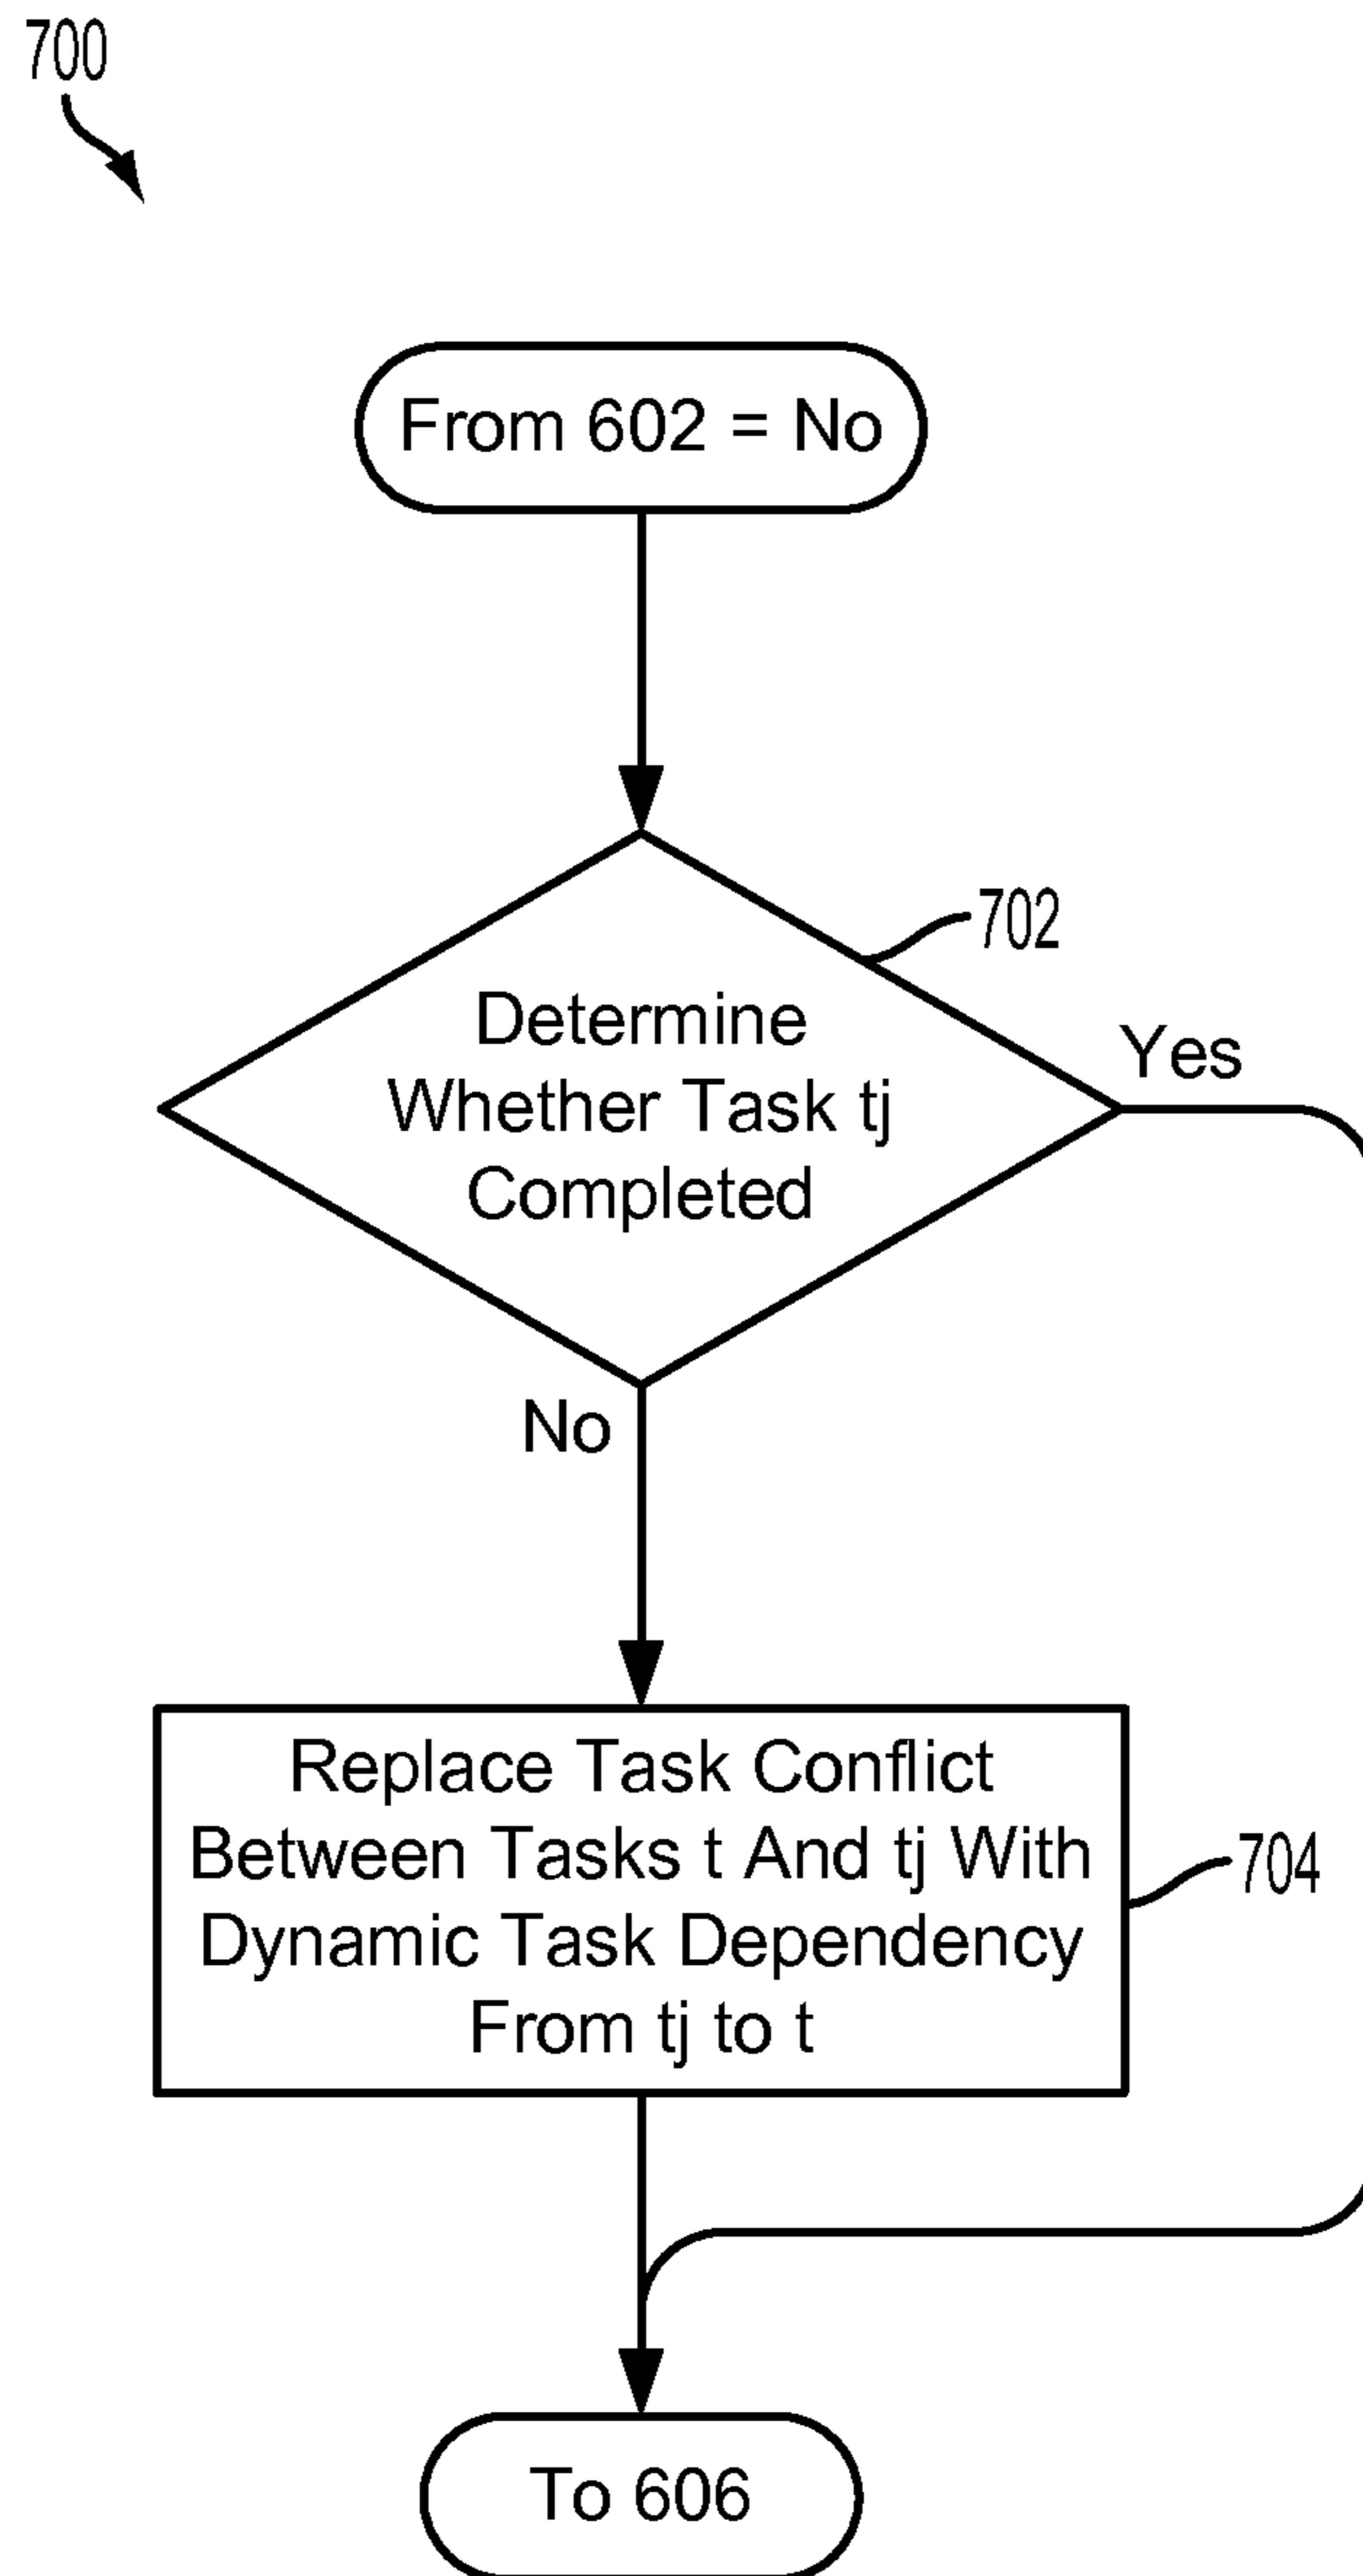 700
From 602 = No
702
Determine
Whether Task tj
Completed
Yes
No
Replace Task Conflict
Between Tasks t And tj With
Dynamic Task Dependency
From tj to t
704
To 606